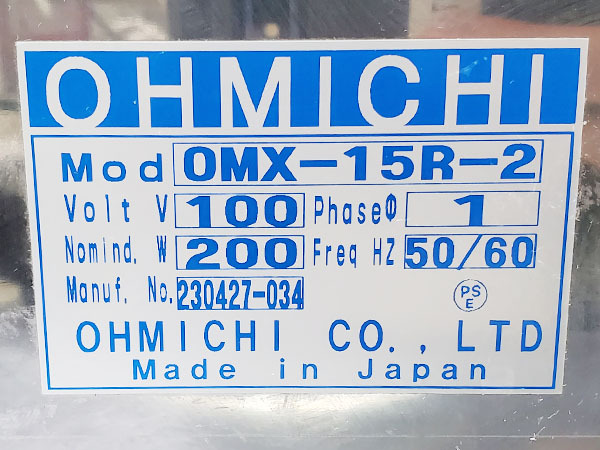 OHMICHI
Mod OMX-15R-2
Volt V 100 PhaseΦ 1
Nomind. W 200 Freq HZ 50/60
Manuf. No. 230427-034
PS
E
OHMICHI CO., LTD
Made in Japan